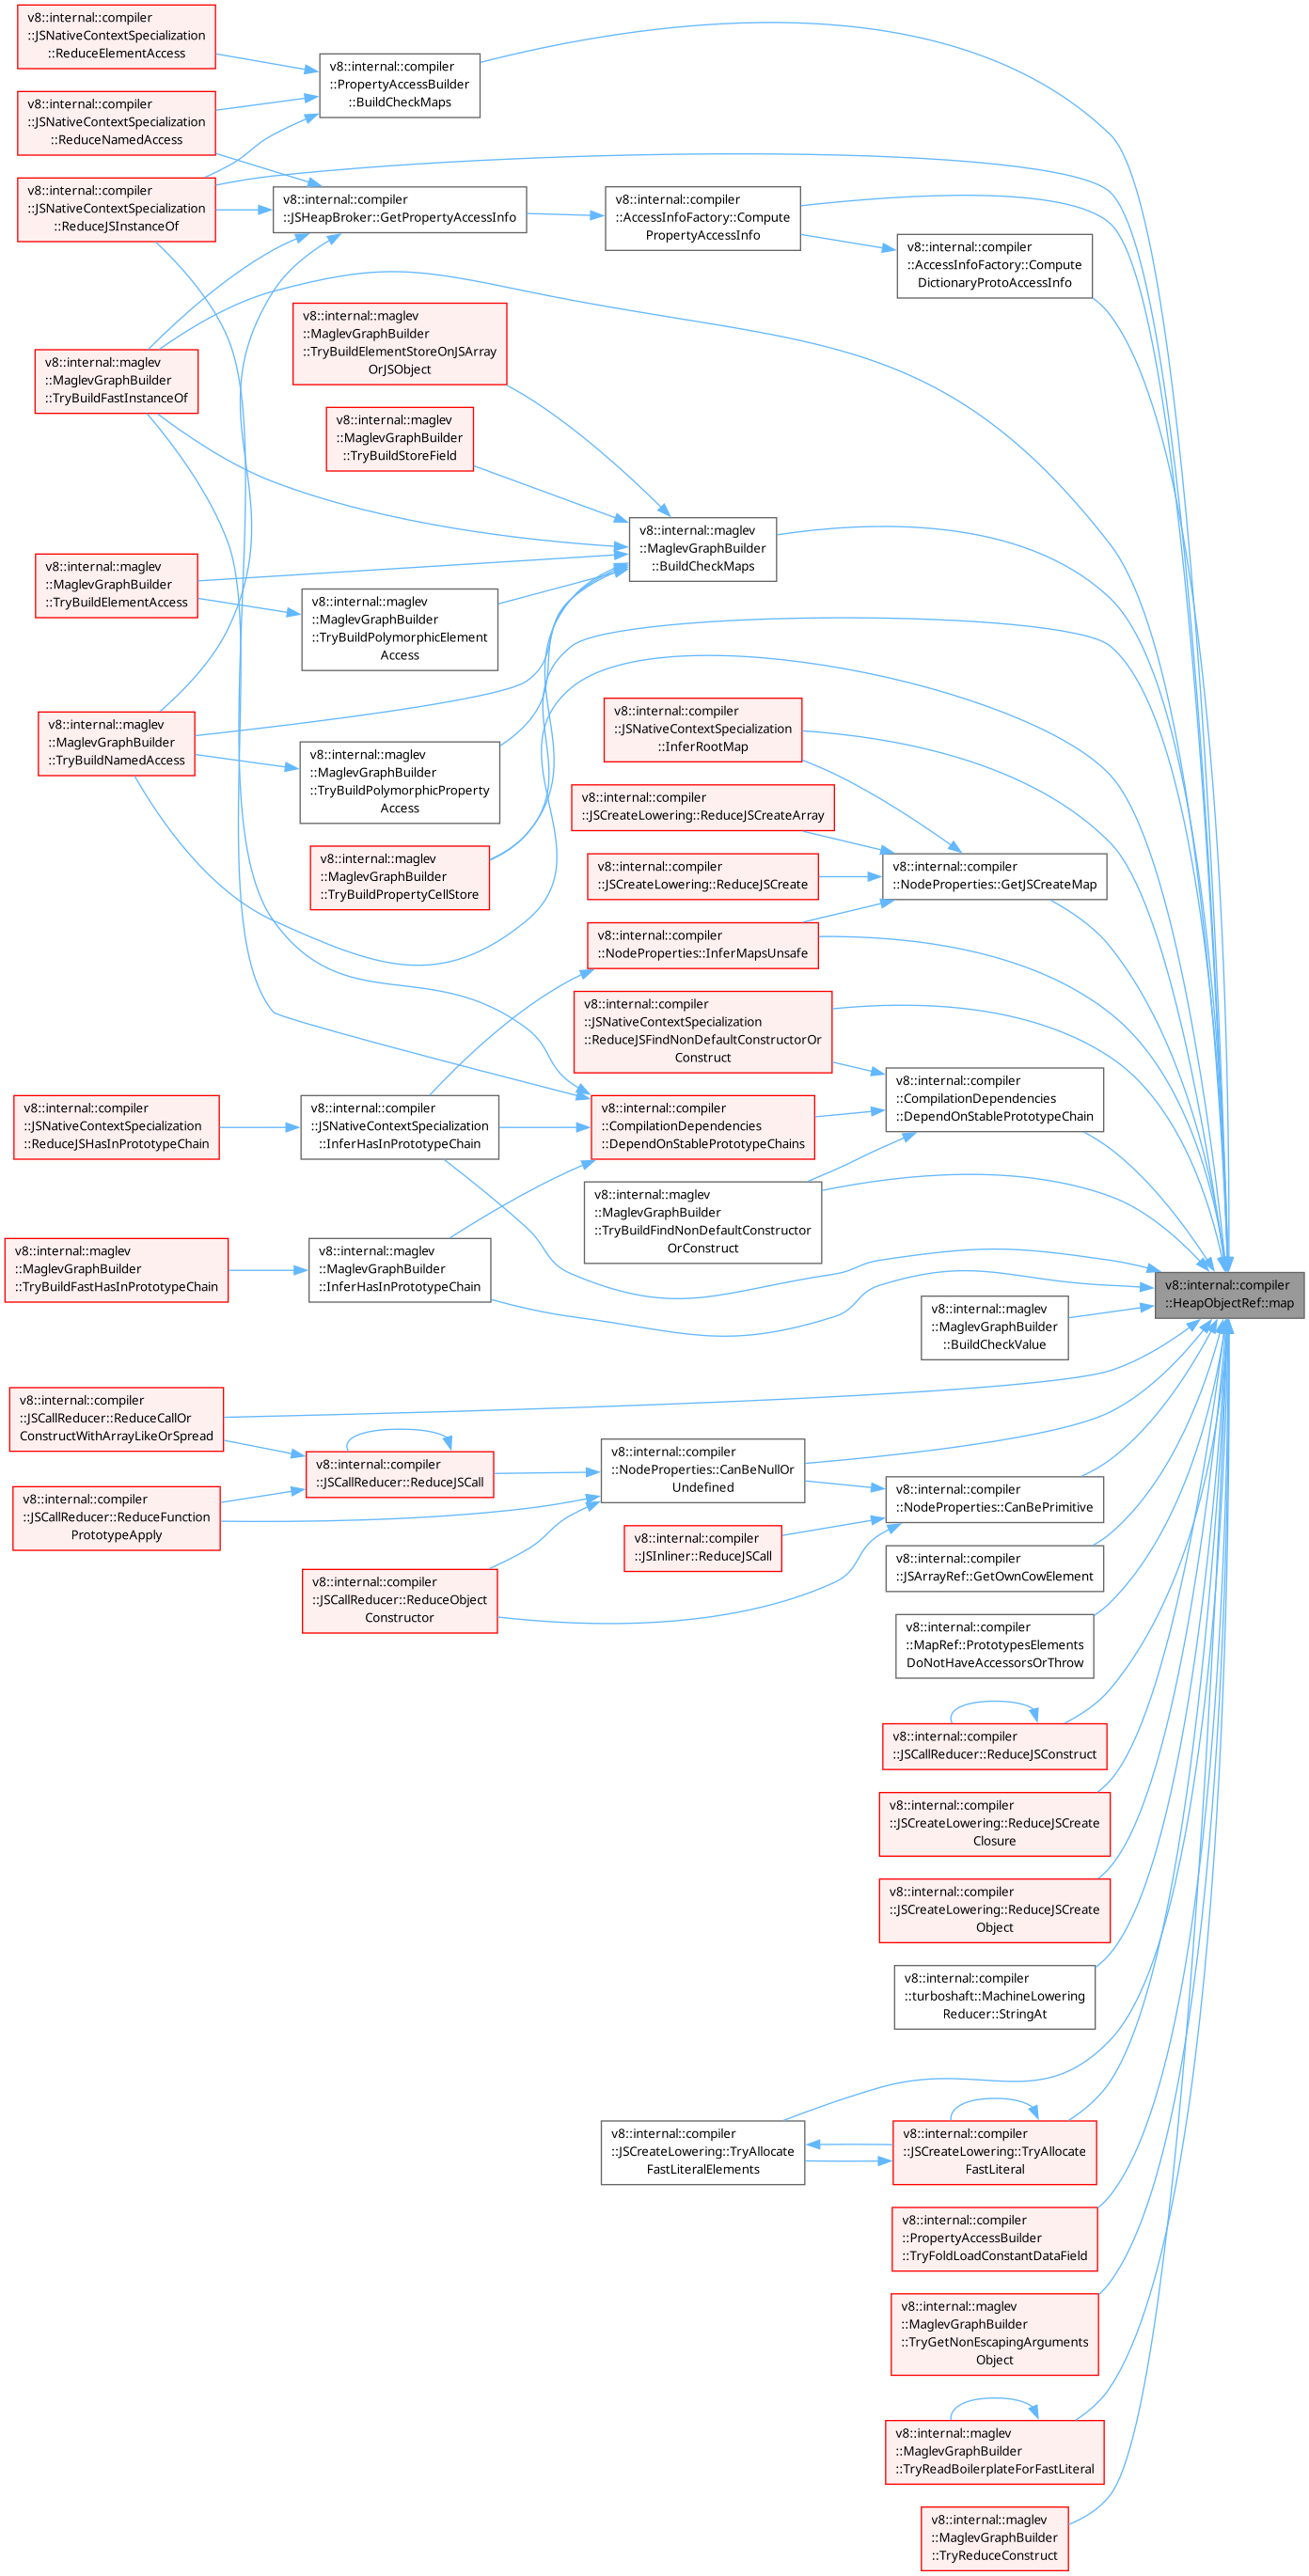 v8::internal::compiler
::JSNativeContextSpecialization
::ReduceElementAccess
v8::internal::compiler
::PropertyAccessBuilder
::BuildCheckMaps
v8::internal::compiler
::JSNativeContextSpecialization
::ReduceNamedAccess
v8::internal::compiler
::JSNativeContextSpecialization
::ReduceJSInstanceOf
v8::internal::compiler
::JSHeapBroker::GetPropertyAccessInfo
v8::internal::compiler
::AccessInfoFactory::Compute
PropertyAccessInfo
v8::internal::compiler
::AccessInfoFactory::Compute
DictionaryProtoAccessInfo
v8::internal::maglev
::MaglevGraphBuilder
::TryBuildElementStoreOnJSArray
OrJSObject
v8::internal::maglev
::MaglevGraphBuilder
::TryBuildFastInstanceOf
v8::internal::maglev
::MaglevGraphBuilder
::TryBuildStoreField
v8::internal::maglev
::MaglevGraphBuilder
::BuildCheckMaps
v8::internal::maglev
::MaglevGraphBuilder
::TryBuildElementAccess
v8::internal::maglev
::MaglevGraphBuilder
::TryBuildPolymorphicElement
Access
v8::internal::maglev
::MaglevGraphBuilder
::TryBuildNamedAccess
v8::internal::maglev
::MaglevGraphBuilder
::TryBuildPolymorphicProperty
Access
v8::internal::compiler
::JSNativeContextSpecialization
::InferRootMap
v8::internal::compiler
::JSCreateLowering::ReduceJSCreateArray
v8::internal::maglev
::MaglevGraphBuilder
::TryBuildPropertyCellStore
v8::internal::compiler
::JSCreateLowering::ReduceJSCreate
v8::internal::compiler
::NodeProperties::GetJSCreateMap
v8::internal::compiler
::NodeProperties::InferMapsUnsafe
v8::internal::compiler
::JSNativeContextSpecialization
::ReduceJSFindNonDefaultConstructorOr
Construct
v8::internal::compiler
::CompilationDependencies
::DependOnStablePrototypeChain
v8::internal::compiler
::JSNativeContextSpecialization
::ReduceJSHasInPrototypeChain
v8::internal::compiler
::JSNativeContextSpecialization
::InferHasInPrototypeChain
v8::internal::compiler
::CompilationDependencies
::DependOnStablePrototypeChains
v8::internal::maglev
::MaglevGraphBuilder
::TryBuildFindNonDefaultConstructor
OrConstruct
v8::internal::maglev
::MaglevGraphBuilder
::TryBuildFastHasInPrototypeChain
v8::internal::maglev
::MaglevGraphBuilder
::InferHasInPrototypeChain
v8::internal::compiler
::HeapObjectRef::map
v8::internal::maglev
::MaglevGraphBuilder
::BuildCheckValue
v8::internal::compiler
::JSCallReducer::ReduceCallOr
ConstructWithArrayLikeOrSpread
v8::internal::compiler
::JSCallReducer::ReduceJSCall
v8::internal::compiler
::NodeProperties::CanBeNullOr
Undefined
v8::internal::compiler
::NodeProperties::CanBePrimitive
v8::internal::compiler
::JSCallReducer::ReduceFunction
PrototypeApply
v8::internal::compiler
::JSInliner::ReduceJSCall
v8::internal::compiler
::JSArrayRef::GetOwnCowElement
v8::internal::compiler
::JSCallReducer::ReduceObject
Constructor
v8::internal::compiler
::MapRef::PrototypesElements
DoNotHaveAccessorsOrThrow
v8::internal::compiler
::JSCallReducer::ReduceJSConstruct
v8::internal::compiler
::JSCreateLowering::ReduceJSCreate
Closure
v8::internal::compiler
::JSCreateLowering::ReduceJSCreate
Object
v8::internal::compiler
::turboshaft::MachineLowering
Reducer::StringAt
v8::internal::compiler
::JSCreateLowering::TryAllocate
FastLiteralElements
v8::internal::compiler
::JSCreateLowering::TryAllocate
FastLiteral
v8::internal::compiler
::PropertyAccessBuilder
::TryFoldLoadConstantDataField
v8::internal::maglev
::MaglevGraphBuilder
::TryGetNonEscapingArguments
Object
v8::internal::maglev
::MaglevGraphBuilder
::TryReadBoilerplateForFastLiteral
v8::internal::maglev
::MaglevGraphBuilder
::TryReduceConstruct